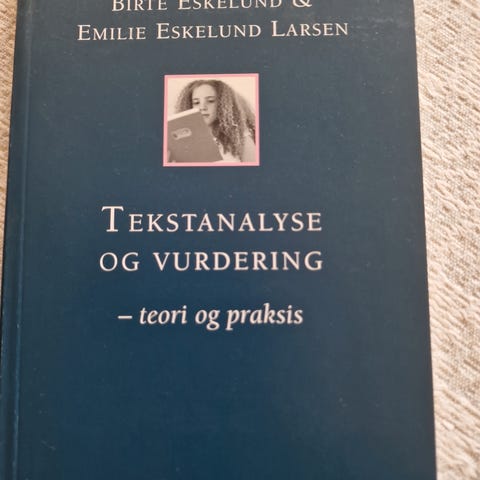 BIRTE ESKELUND &
EMILIE ESKELUND LARSEN
TEKSTANALYSE
OG VURDERING
– teori og praksis